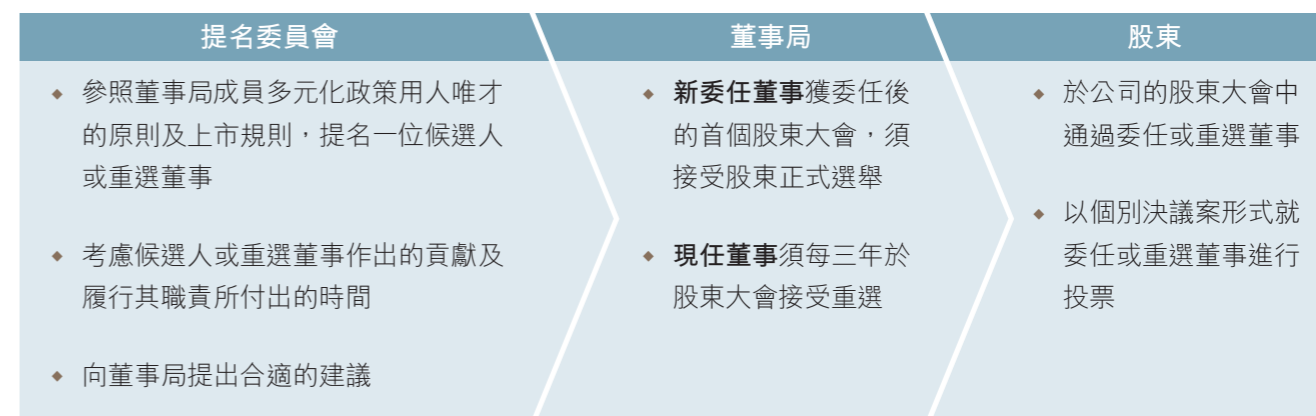 提名委員會
◆ 參照董事局成員多元化政策用人唯才
的原則及上市規則，提名一位候選人
或重選董事
◆ 考慮候選人或重選董事作出的貢獻及
履行其職責所付出的時間
◆ 向董事局提出合適的建議
董事局
◆ 新委任董事獲委任後
的首個股東大會，須
接受股東正式選舉
◆ 現任董事須每三年於
股東大會接受重選
股東
◆ 於公司的股東大會中
通過委任或重選董事
◆ 以個別決議案形式就
委任或重選董事進行
投票